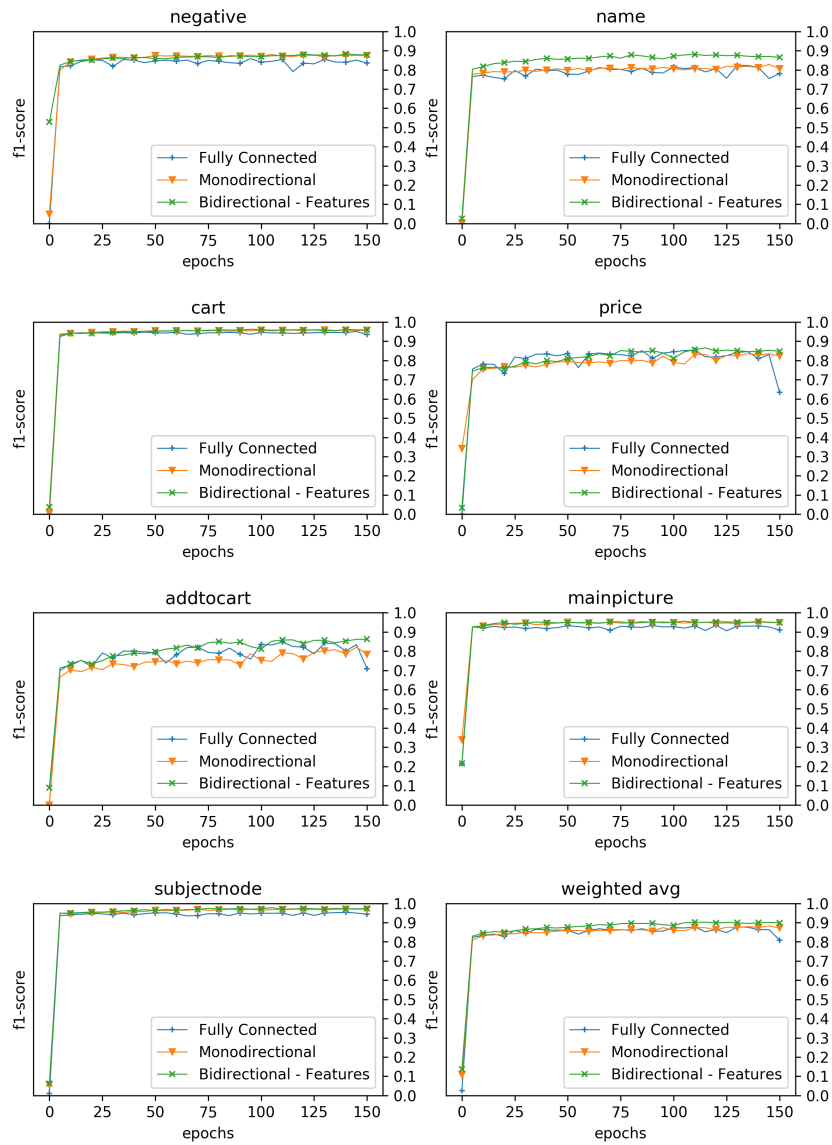 negative
f1-score
1.0
0.9
0.8
0.7
0.6
0.5
0.4
0.3
0.2
0.1
0.0
Fully Connected
Monodirectional
Bidirectional - Features
0 25 50 75 100 125 150
epochs
name
f1-score
1.0
0.9
0.8
0.7
0.6
0.5
0.4
0.3
0.2
0.1
0.0
Fully Connected
Monodirectional
Bidirectional - Features
0 25 50 75 100 125 150
epochs
cart
f1-score
1.0
0.9
0.8
0.7
0.6
0.5
0.4
0.3
0.2
0.1
0.0
Fully Connected
Monodirectional
Bidirectional - Features
0 25 50 75 100 125 150
epochs
price
f1-score
1.0
0.9
0.8
0.7
0.6
0.5
0.4
0.3
0.2
0.1
0.0
Fully Connected
Monodirectional
Bidirectional - Features
0 25 50 75 100 125 150
epochs
addtocart
f1-score
1.0
0.9
0.8
0.7
0.6
0.5
0.4
0.3
0.2
0.1
0.0
Fully Connected
Monodirectional
Bidirectional - Features
0 25 50 75 100 125 150
epochs
mainpicture
f1-score
1.0
0.9
0.8
0.7
0.6
0.5
0.4
0.3
0.2
0.1
0.0
Fully Connected
Monodirectional
Bidirectional - Features
0 25 50 75 100 125 150
epochs
subjectnode
f1-score
1.0
0.9
0.8
0.7
0.6
0.5
0.4
0.3
0.2
0.1
0.0
Fully Connected
Monodirectional
Bidirectional - Features
0 25 50 75 100 125 150
epochs
weighted avg
f1-score
1.0
0.9
0.8
0.7
0.6
0.5
0.4
0.3
0.2
0.1
0.0
Fully Connected
Monodirectional
Bidirectional - Features
0 25 50 75 100 125 150
epochs